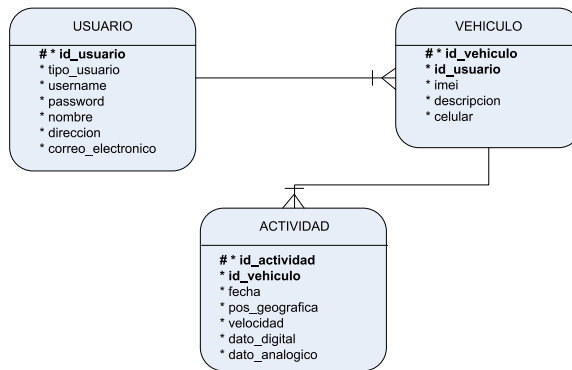 USUARIO
# * id_usuario
* tipo_usuario
* username
* password
* nombre
* direccion
* correo_electronico
VEHICULO
# * id_vehiculo
* id_usuario
* imei
* descripcion
* celular
ACTIVIDAD
# * id_actividad
* id_vehiculo
* fecha
* pos_geografica
* velocidad
* dato_digital
* dato_analogico